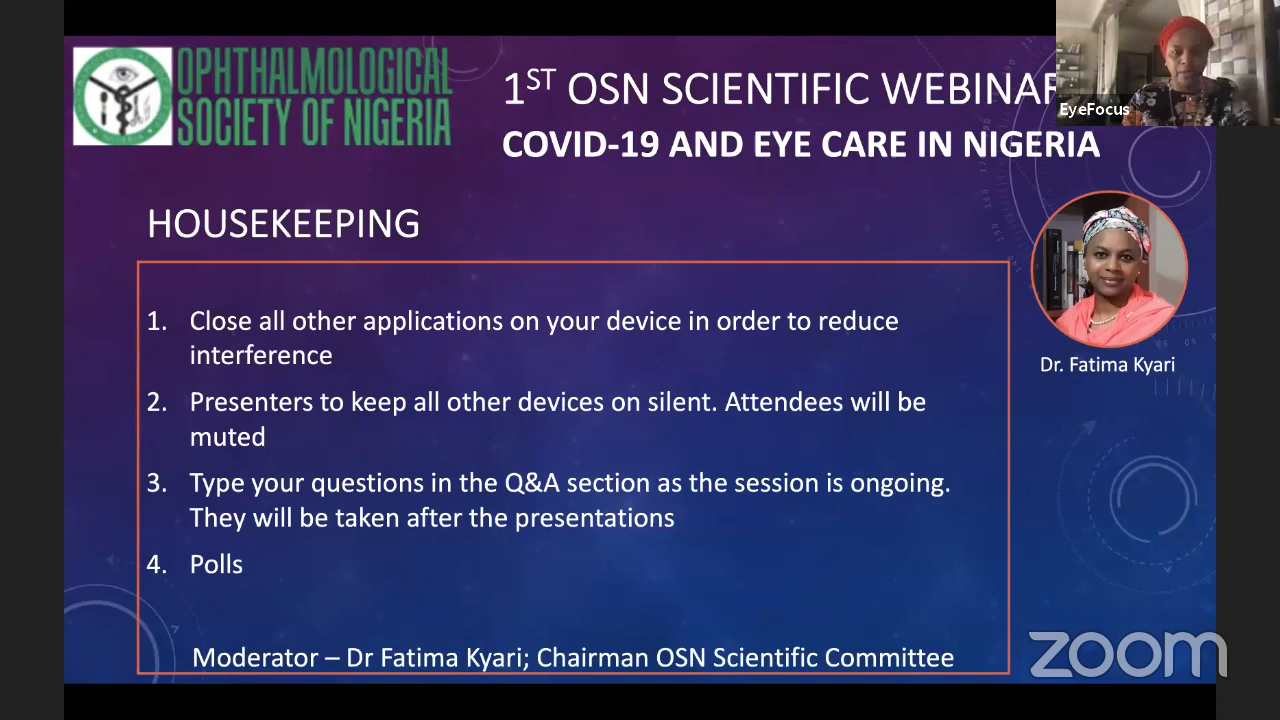 OPHTHALMOLOGICAL
SOCIETY OF NIGERIA
1ST OSN SCIENTIFIC WEBINAR
COVID-19 AND EYE CARE IN NIGERIA
EyeFocus
HOUSEKEEPING
1. Close all other applications on your device in order to reduce
interference
2. Presenters to keep all other devices on silent. Attendees will be
muted
3. Type your questions in the Q&A section as the session is ongoing.
They will be taken after the presentations
4. Polls
Moderator – Dr Fatima Kyari; Chairman OSN Scientific Committee
Dr. Fatima Kyari
zoom